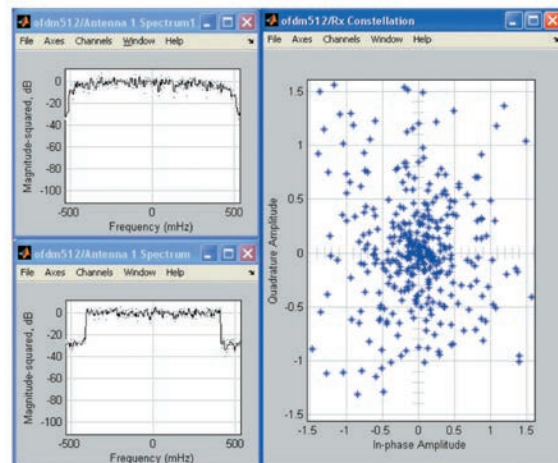 ofdm512/Antenna 1 Spectrum1
File Axes Channels Window Help
0
-20
-40
-60
-80
-100
Magnitude-squared, dB
-500 0 500
Frequency (mHz)
ofdm512/Antenna 1 Spectrum
File Axes Channels Window Help
0
-20
-40
-60
-80
-100
Magnitude-squared, dB
-500 0 500
Frequency (mHz)
ofdm512/Rx Constellation
File Axes Channels Window Help
1.5
1
0.5
0
-0.5
-1
-1.5
Quadrature Amplitude
-1.5 -1 -0.5 0 0.5 1 1.5
In-phase Amplitude